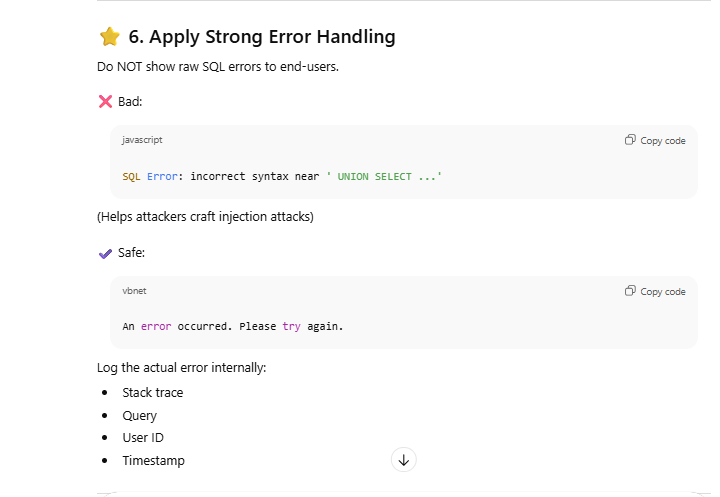 ⭐ 6. Apply Strong Error Handling
Do NOT show raw SQL errors to end-users.
❌ Bad:
javascript
Copy code
SQL Error: incorrect syntax near ' UNION SELECT ...'
(Helps attackers craft injection attacks)
✔ Safe:
vbnet
Copy code
An error occurred. Please try again.
Log the actual error internally:
• Stack trace
• Query
• User ID
• Timestamp